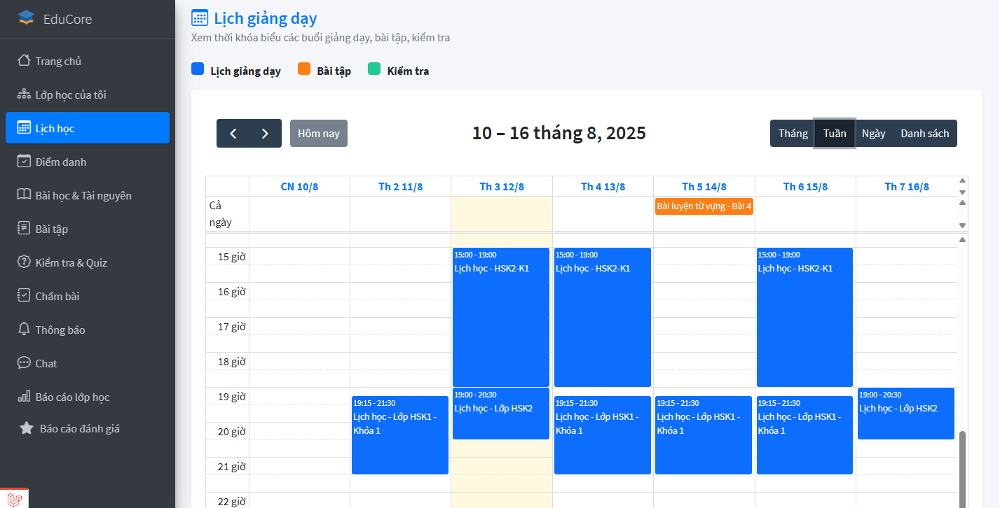 EduCore
Trang chủ
Lớp học của tôi
Lịch học
Điểm danh
Bài học & Tài nguyên
Bài tập
Kiểm tra & Quiz
Chấm bài
Thông báo
Chat
Báo cáo lớp học
Báo cáo đánh giá
Lịch giảng dạy
Xem thời khóa biểu các buổi giảng dạy, bài tập, kiểm tra
Lịch giảng dạy Bài tập Kiểm tra
Hôm nay
10 – 16 tháng 8, 2025
Tháng Tuần Ngày Danh sách
CN 10/8 Th 2 11/8 Th 3 12/8 Th 4 13/8 Th 5 14/8 Th 6 15/8 Th 7 16/8
Cả
ngày
Bài luyện từ vựng - Bài 4
15 giờ
16 giờ
17 giờ
18 giờ
19 giờ
20 giờ
21 giờ
22 giờ
19:15 - 21:30
Lịch học - Lớp HSK1 -
Khóa 1
15:00 - 19:00
Lịch học - HSK2-K1
19:00 - 20:30
Lịch học - Lớp HSK2
15:00 - 19:00
Lịch học - HSK2-K1
19:15 - 21:30
Lịch học - Lớp HSK1 -
Khóa 1
19:15 - 21:30
Lịch học - Lớp HSK1 -
Khóa 1
15:00 - 19:00
Lịch học - HSK2-K1
19:15 - 21:30
Lịch học - Lớp HSK1 -
Khóa 1
19:00 - 20:30
Lịch học - Lớp HSK2